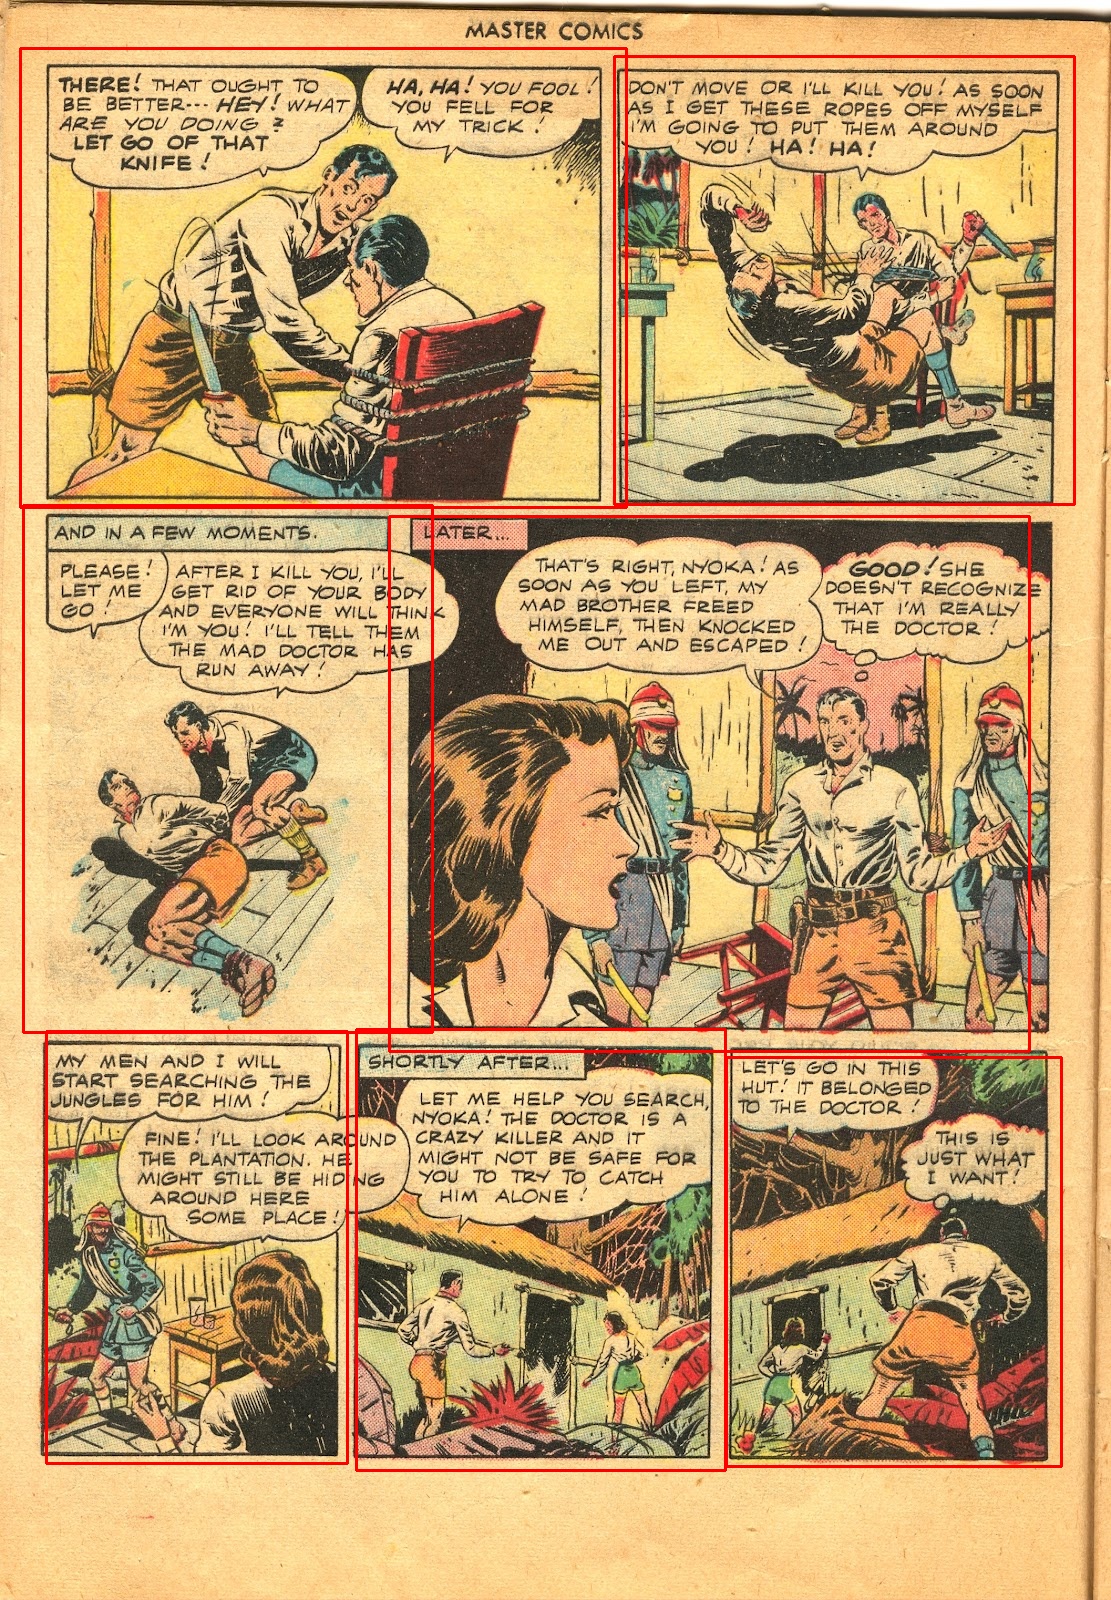 MASTER COMICS
THERE! THAT OUGHT TO
BE BETTER--- HEY! WHAT
ARE YOU DOING?
LET GO OF THAT
KNIFE!
HA, HA! YOU FOOL!
YOU FELL FOR
MY TRICK!
DON'T MOVE OR I'LL KILL YOU! AS SOON
AS I GET THESE ROPES OFF MYSELF
I'M GOING TO PUT THEM AROUND
YOU! HA! HA!
AND IN A FEW MOMENTS.
PLEASE!
LET ME
GO!
AFTER I KILL YOU, I'LL
GET RID OF YOUR BODY
AND EVERYONE WILL THINK
I'M YOU! I'LL TELL THEM
THE MAD DOCTOR HAS
RUN AWAY!
LATER...
THAT'S RIGHT, NYOKA! AS
SOON AS YOU LEFT, MY
MAD BROTHER FREED
HIMSELF, THEN KNOCKED
ME OUT AND ESCAPED!
GOOD! SHE
DOESN'T RECOGNIZE
THAT I'M REALLY
THE DOCTOR!
MY MEN AND I WILL
START SEARCHING THE
JUNGLES FOR HIM!
FINE! I'LL LOOK AROUND
THE PLANTATION. HE
MIGHT STILL BE HIDING
AROUND HERE
SOME PLACE!
SHORTLY AFTER...
LET ME HELP YOU SEARCH,
NYOKA! THE DOCTOR IS A
CRAZY KILLER AND IT
MIGHT NOT BE SAFE FOR
YOU TO TRY TO CATCH
HIM ALONE!
LET'S GO IN THIS
HUT! IT BELONGED
TO THE DOCTOR!
THIS IS
JUST WHAT
I WANT!